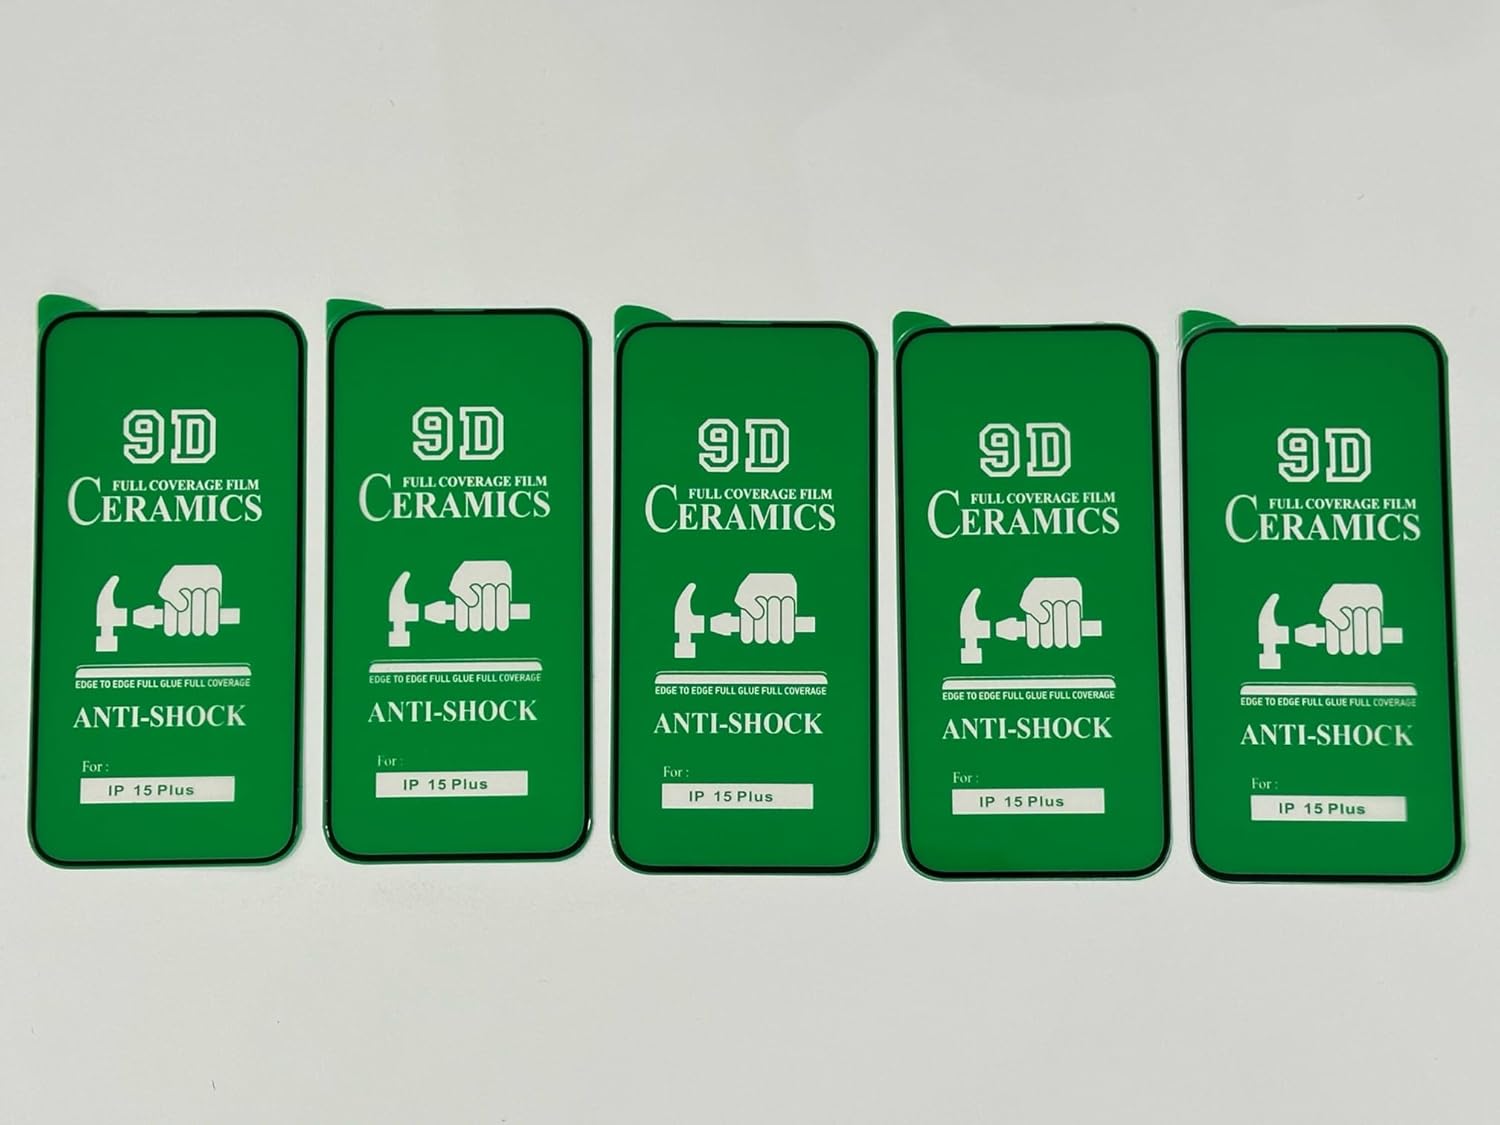 9D
FULL COVERAGE FILM
CERAMICS
EDGE TO EDGE FULL GLUE FULL COVERAGE
ANTI-SHOCK
For :
IP 15 Plus
9D
FULL COVERAGE FILM
CERAMICS
EDGE TO EDGE FULL GLUE FULL COVERAGE
ANTI-SHOCK
For :
IP 15 Plus
9D
FULL COVERAGE FILM
CERAMICS
EDGE TO EDGE FULL GLUE FULL COVERAGE
ANTI-SHOCK
For :
IP 15 Plus
9D
FULL COVERAGE FILM
CERAMICS
EDGE TO EDGE FULL GLUE FULL COVERAGE
ANTI-SHOCK
For :
IP 15 Plus
9D
FULL COVERAGE FILM
CERAMICS
EDGE TO EDGE FULL GLUE FULL COVERAGE
ANTI-SHOCK
For :
IP 15 Plus